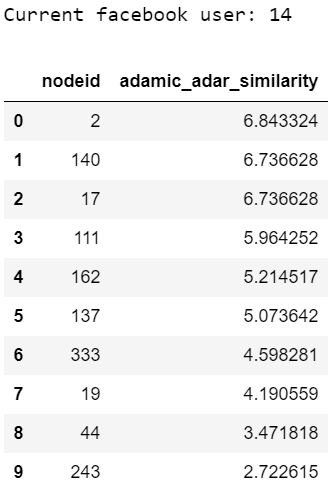 Current facebook user: 14
nodeid adamic_adar_similarity
0 2 6.843324
1 140 6.736628
2 17 6.736628
3 111 5.964252
4 162 5.214517
5 137 5.073642
6 333 4.598281
7 19 4.190559
8 44 3.471818
9 243 2.722615